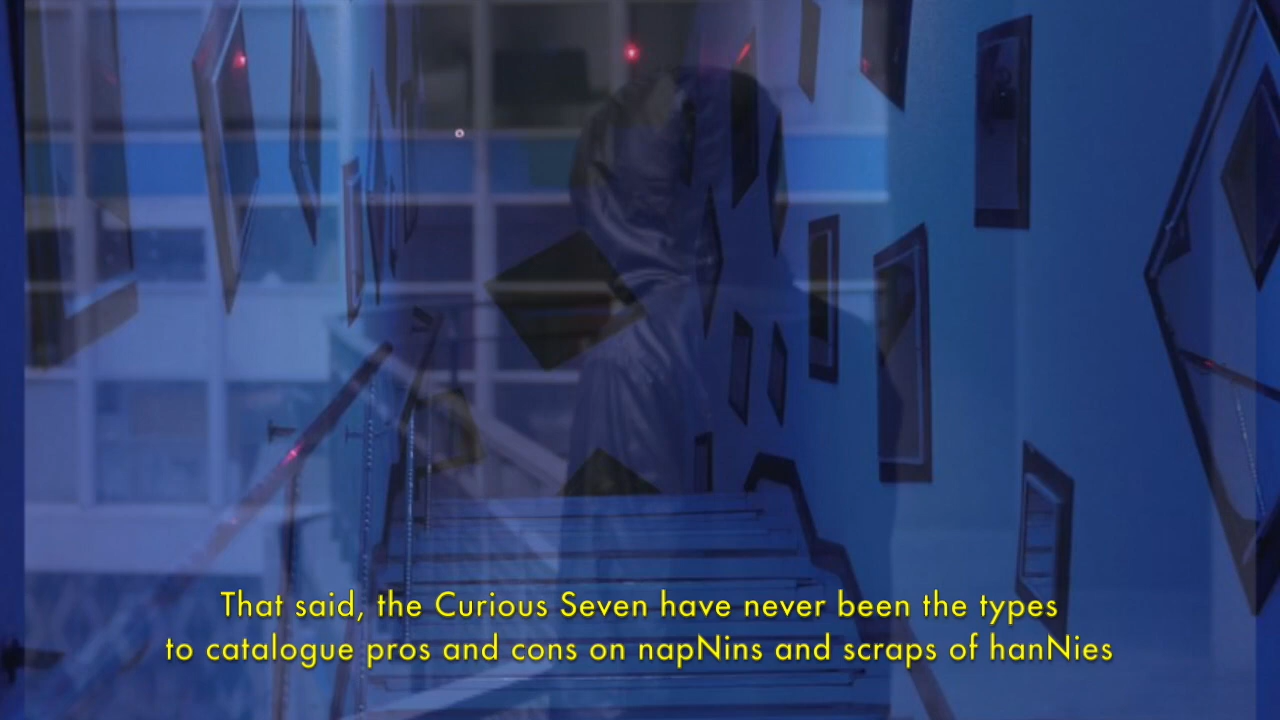 That said, the Curious Seven have never been the types
to catalogue pros and cons on napNins and scraps of hanNies